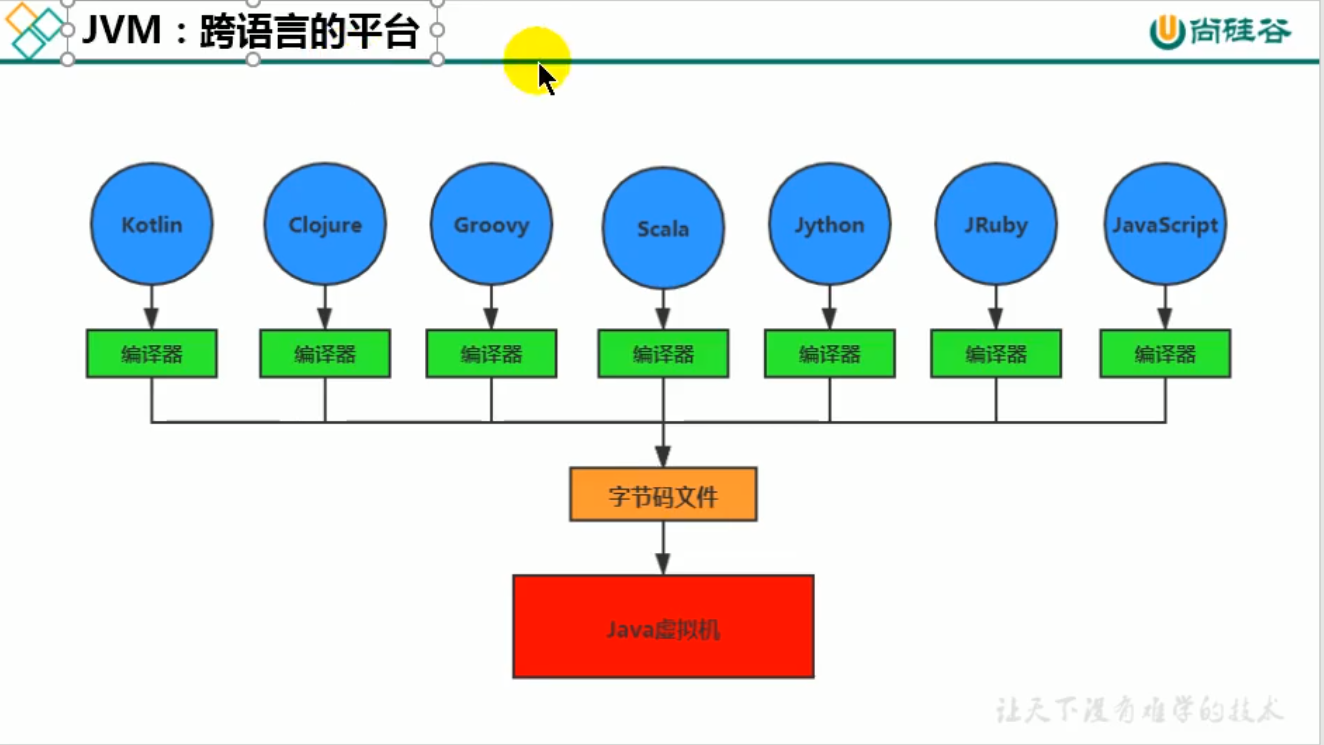 JVM：跨语言的平台
尚硅谷
Kotlin
Clojure
Groovy
Scala
Jython
JRuby
JavaScript
编译器
编译器
编译器
编译器
编译器
编译器
编译器
字节码文件
Java虚拟机
让天下没有难学的技术